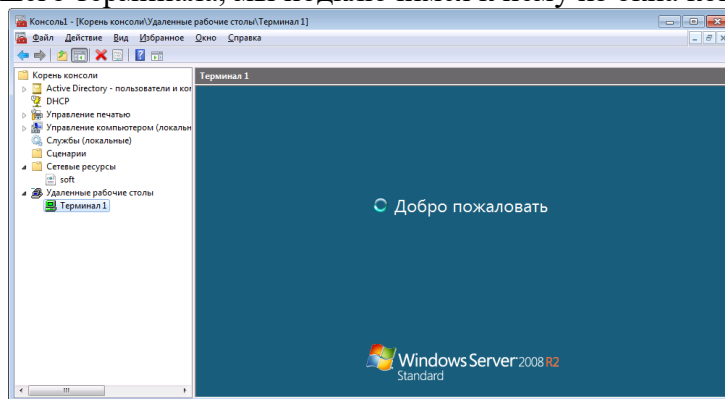 Консоль1 - [Корень консоли\Удаленные рабочие столы\Терминал 1]
Файл Действие Вид Избранное Окно Справка
Корень консоли
Active Directory - пользователи и ко
DHCP
Управление печатью
Управление компьютером (локальн
Службы (локальные)
Сценарии
Сетевые ресурсы
soft
Удаленные рабочие столы
Терминал 1
Терминал 1
Добро пожаловать
Windows Server 2008 R2
Standard